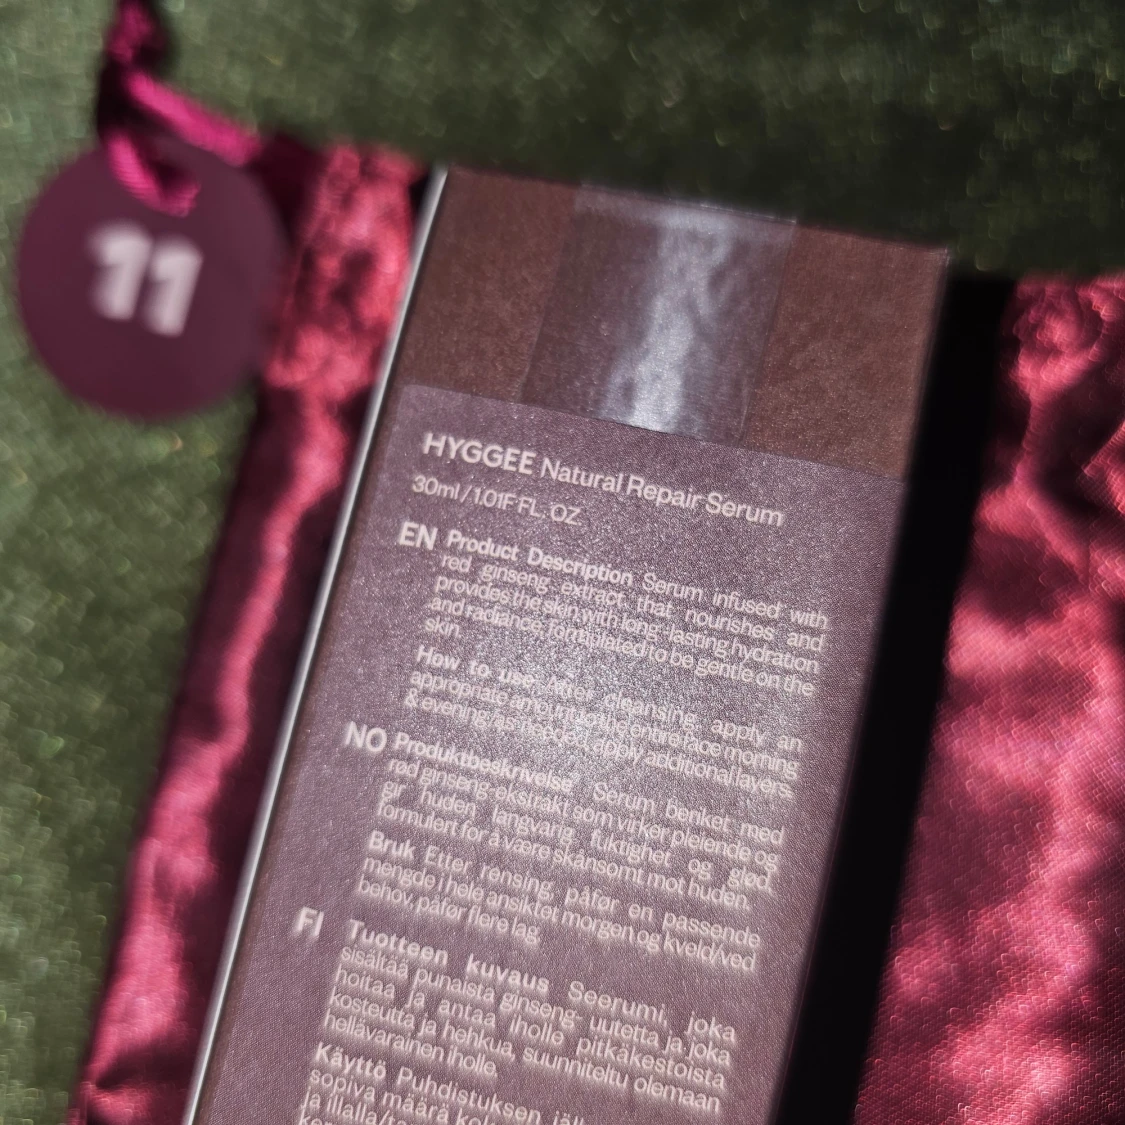 11
HYGGEE Natural Repair Serum
30ml / 1.01F FL. OZ
EN Product Description Serum infused with
red ginseng extract that nourishes and
provides the skin with long lasting hydration
and radiance, formulated to be gentle on the
skin.
How to use After cleansing apply an
appropriate amount to the entire face morning
& evening/as needed, apply additional layers.
NO Produktbeskrivelse Serum beriket med
rød ginseng-ekstrakt som virker pleiende og
gir huden langvarig fuktighet og glød,
formulert for å være skånsomt mot huden.
Bruk Etter rensing, påfør en passende
mengde i hele ansiktet morgen og kveld/ved
behov, påfør flere lag.
FI Tuotteen kuvaus Seerumi, joka
sisältää punaista ginseng- uutetta ja joka
hoitaa ja antaa iholle pitkäkestoista
kosteutta ja hehkua, suunniteltu olemaan
hellävarainen iholle.
Käyttö Puhdistuksen
sopiva määrä
ja illalla/